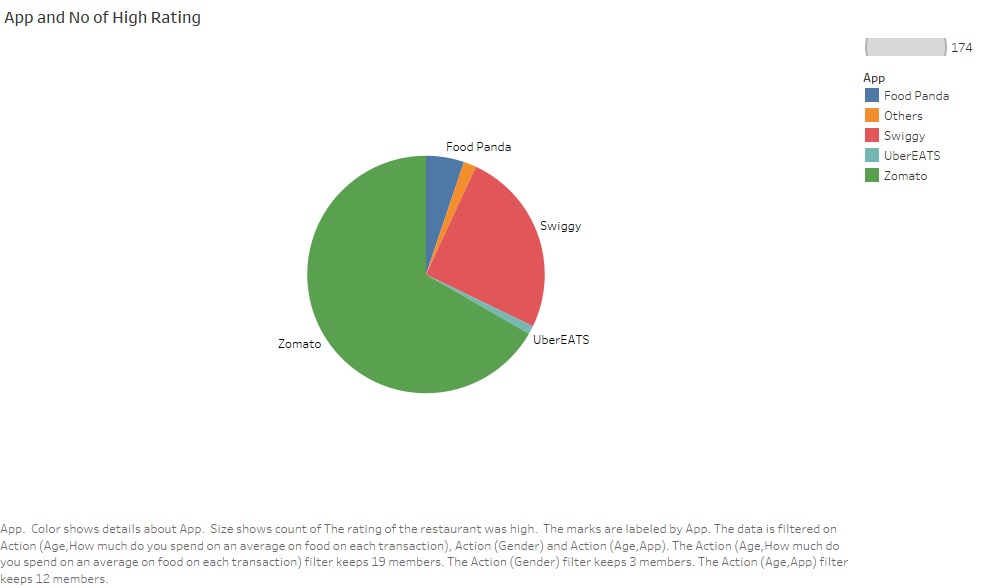 App and No of High Rating
174
App
Food Panda
Others
Swiggy
UberEATS
Zomato
Food Panda
Swiggy
UberEATS
Zomato
App.  Color shows details about App.  Size shows count of The rating of the restaurant was high.  The marks are labeled by App. The data is filtered on
Action (Age,How much do you spend on an average on food on each transaction), Action (Gender) and Action (Age,App). The Action (Age,How much do
you spend on an average on food on each transaction) filter keeps 19 members. The Action (Gender) filter keeps 3 members. The Action (Age,App) filter
keeps 12 members.